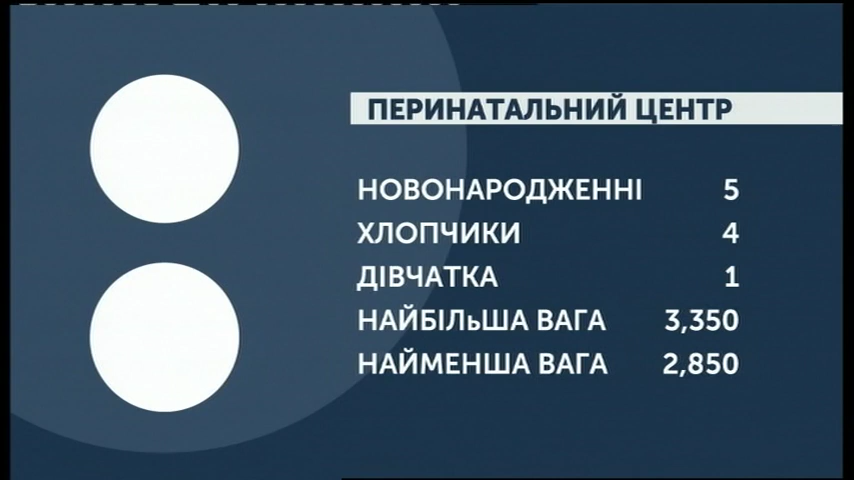 ПЕРИНАТАЛЬНИЙ ЦЕНТР
НОВОНАРОДЖЕННІ 5
ХЛОПЧИКИ 4
ДІВЧАТКА 1
НАЙБІЛьША ВАГА 3,350
НАЙМЕНША ВАГА 2,850